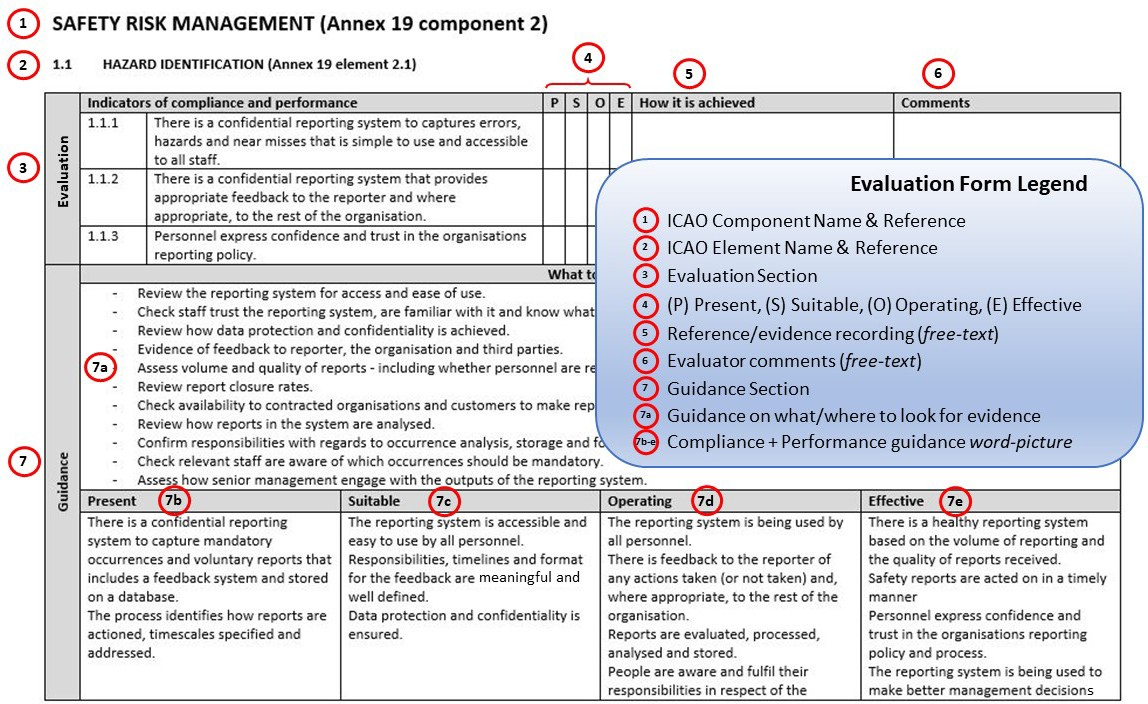 1 SAFETY RISK MANAGEMENT (Annex 19 component 2)
2 1.1 HAZARD IDENTIFICATION (Annex 19 element 2.1)
4
5
6
3
Evaluation
Indicators of compliance and performance P S O E How it is achieved Comments
1.1.1 There is a confidential reporting system to captures errors,
hazards and near misses that is simple to use and accessible
to all staff.
1.1.2 There is a confidential reporting system that provides
appropriate feedback to the reporter and where
appropriate, to the rest of the organisation.
1.1.3 Personnel express confidence and trust in the organisations
reporting policy.
Evaluation Form Legend
1 ICAO Component Name & Reference
2 ICAO Element Name & Reference
3 Evaluation Section
4 (P) Present, (S) Suitable, (O) Operating, (E) Effective
5 Reference/evidence recording (free-text)
6 Evaluator comments (free-text)
7 Guidance Section
7a Guidance on what/where to look for evidence
7b-e Compliance + Performance guidance word-picture
7
Guidance
What to
- Review the reporting system for access and ease of use.
- Check staff trust the reporting system, are familiar with it and know what
- Review how data protection and confidentiality is achieved.
- Evidence of feedback to reporter, the organisation and third parties.
7a - Assess volume and quality of reports - including whether personnel are re
- Review report closure rates.
- Check availability to contracted organisations and customers to make rep
- Review how reports in the system are analysed.
- Confirm responsibilities with regards to occurrence analysis, storage and fo
- Check relevant staff are aware of which occurrences should be mandatory.
- Assess how senior management engage with the outputs of the reporting system.
Present 7b
There is a confidential reporting
system to capture mandatory
occurrences and voluntary reports that
includes a feedback system and stored
on a database.
The process identifies how reports are
actioned, timescales specified and
addressed.
Suitable 7c
The reporting system is accessible and
easy to use by all personnel.
Responsibilities, timelines and format
for the feedback are meaningful and
well defined.
Data protection and confidentiality is
ensured.
Operating 7d
The reporting system is being used by
all personnel.
There is feedback to the reporter of
any actions taken (or not taken) and,
where appropriate, to the rest of the
organisation.
Reports are evaluated, processed,
analysed and stored.
People are aware and fulfil their
responsibilities in respect of the
Effective 7e
There is a healthy reporting system
based on the volume of reporting and
the quality of reports received.
Safety reports are acted on in a timely
manner
Personnel express confidence and
trust in the organisations reporting
policy and process.
The reporting system is being used to
make better management decisions